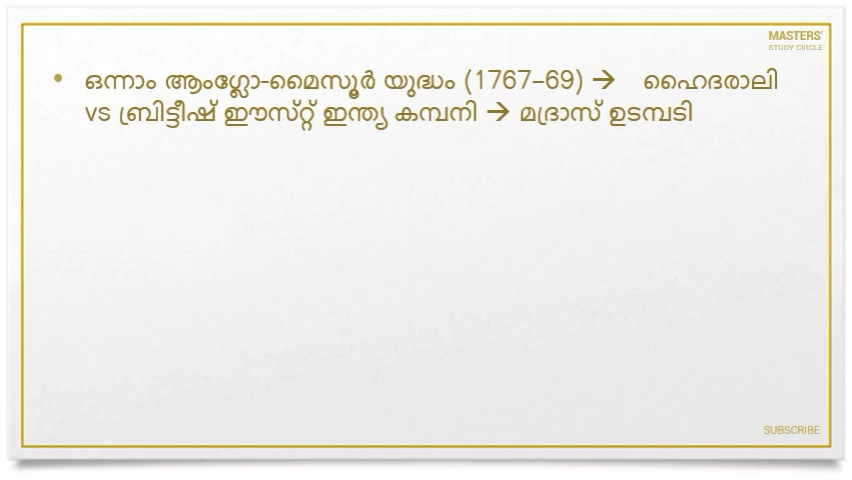 MASTERS'
STUDY CIRCLE
• ഒന്നാം ആംഗ്ലോ-മൈസൂർ യുദ്ധം (1767-69) → ഹൈദരാലി
vs ബ്രിട്ടീഷ് ഈസ്റ്റ് ഇന്ത്യ കമ്പനി → മദ്രാസ് ഉടമ്പടി
SUBSCRIBE